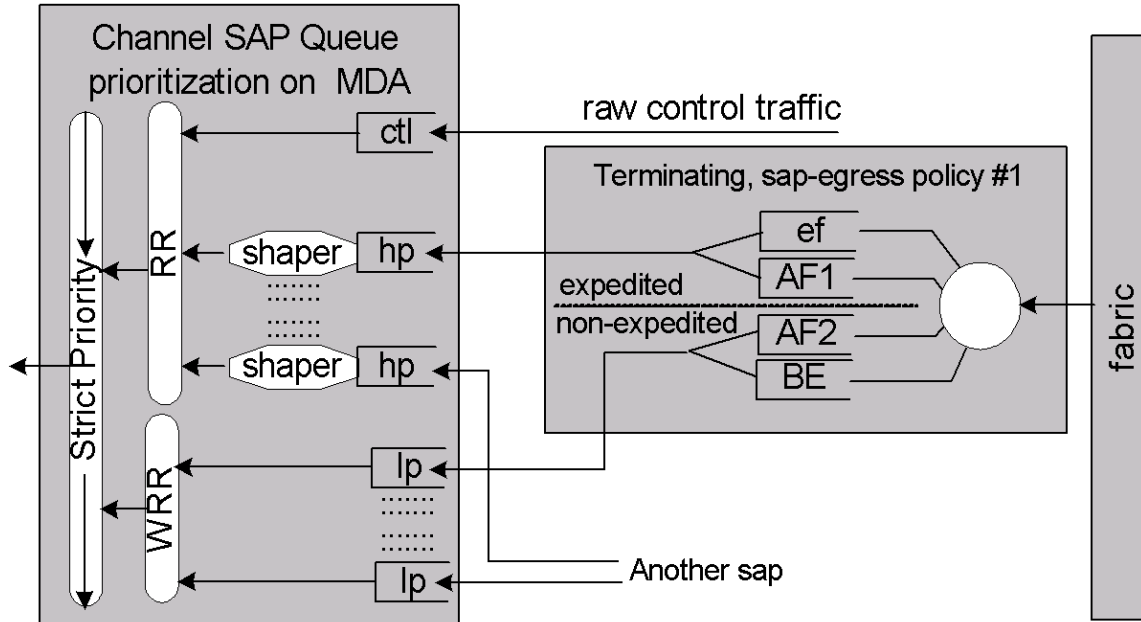 Channel SAP Queue
prioritization on MDA
raw control traffic
ctl
Terminating, sap-egress policy #1
RR
shaper
hp
ef
AF1
expedited
non-expedited
AF2
BE
fabric
Strict Priority
shaper
hp
WRR
lp
lp
Another sap